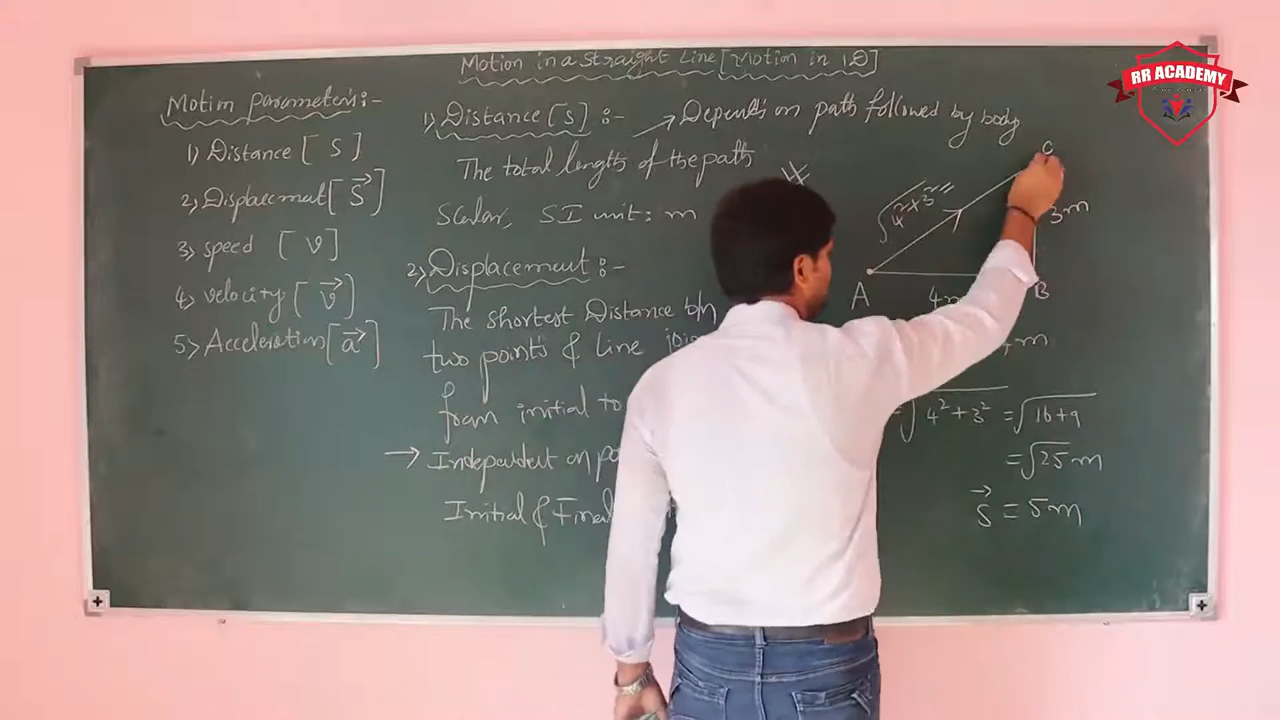 Motion in a straight Line [Motion in 1D]
Motion parameters:-
1) Distance [ S ]
2) Displacement [ S⃗ ]
3) speed [ v ]
4) velocity [ v⃗ ]
5) Acceleration [ a⃗ ]
1) Distance [s] :- → Depends on path followed by body
The total lengths of the path
Scalar, SI unit: m
2) Displacement :-
The shortest Distance b/n
two points & Line
from initial to
→ Independent on
Initial & Final
C
√4²+3²
3m
A
B
m
= √4²+3² = √16+9
= √25 m
S⃗ = 5m
RR ACADEMY